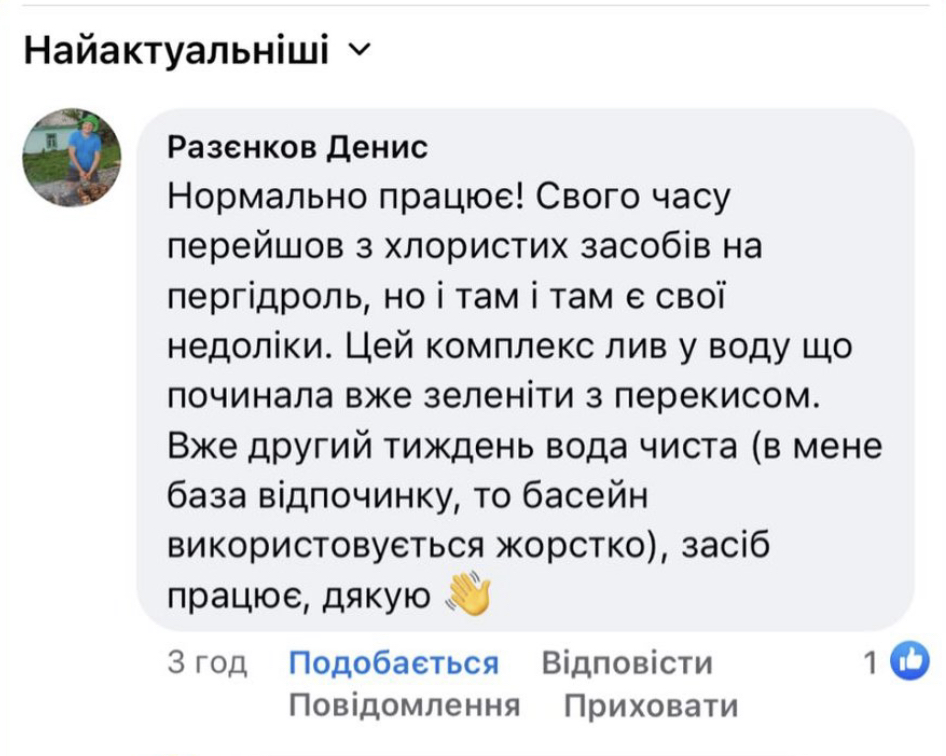 Найактуальніші
Разєнков Денис
Нормально працює! Свого часу
перейшов з хлористих засобів на
пергідроль, но і там і там є свої
недоліки. Цей комплекс лив у воду що
починала вже зеленіти з перекисом.
Вже другий тиждень вода чиста (в мене
база відпочинку, то басейн
використовується жорстко), засіб
працює, дякую 👋
3 год Подобається Відповісти 1
Повідомлення Приховати